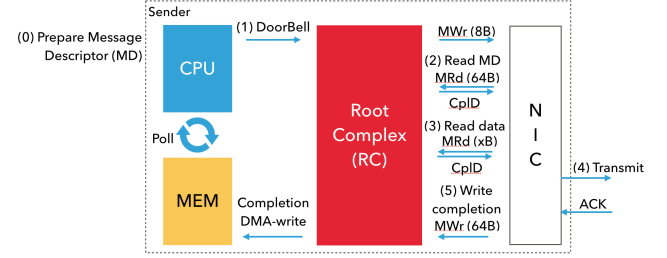 Sender
(0) Prepare Message
Descriptor (MD)
(1) DoorBell
CPU
Poll
MEM
Completion
DMA-write
Root
Complex
(RC)
MWr (8B)
(2) Read MD
MRd (64B)
CplD
(3) Read data
MRd (xB)
CplD
(5) Write
completion
MWr (64B)
N
I
C
(4) Transmit
ACK